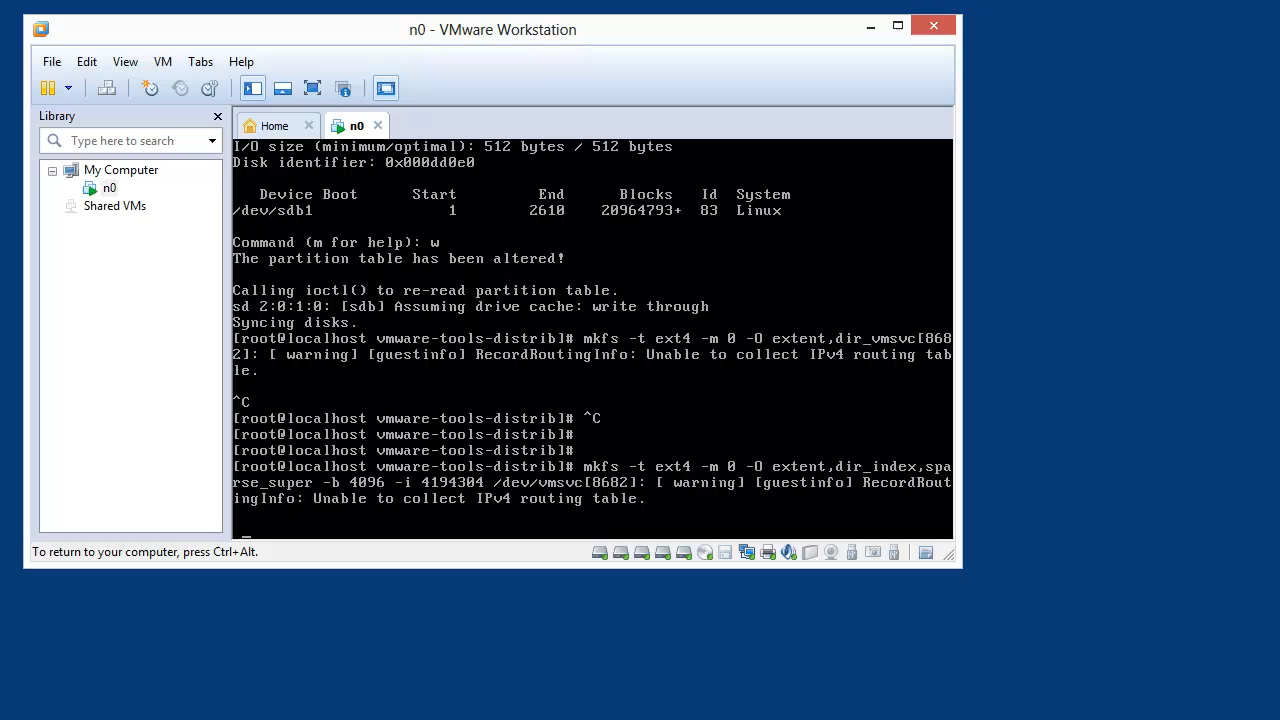 n0 - VMware Workstation
File Edit View VM Tabs Help
Library
Type here to search
My Computer
n0
Shared VMs
Home
n0
I/O size (minimum/optimal): 512 bytes / 512 bytes
Disk identifier: 0x000dd0e0
Device Boot Start End Blocks Id System
/dev/sdb1 1 2610 20964793+ 83 Linux
Command (m for help): w
The partition table has been altered!
Calling ioctl() to re-read partition table.
sd 2:0:1:0: [sdb] Assuming drive cache: write through
Syncing disks.
[root@localhost vmware-tools-distrib]# mkfs -t ext4 -m 0 -O extent,dir_vmsvc[868
2]: [ warning] [guestinfo] RecordRoutingInfo: Unable to collect IPv4 routing tab
le.
^C
[root@localhost vmware-tools-distrib]# ^C
[root@localhost vmware-tools-distrib]#
[root@localhost vmware-tools-distrib]#
[root@localhost vmware-tools-distrib]# mkfs -t ext4 -m 0 -O extent,dir_index,spa
rse_super -b 4096 -i 4194304 /dev/vmsvc[8682]: [ warning] [guestinfo] RecordRout
ingInfo: Unable to collect IPv4 routing table.
To return to your computer, press Ctrl+Alt.